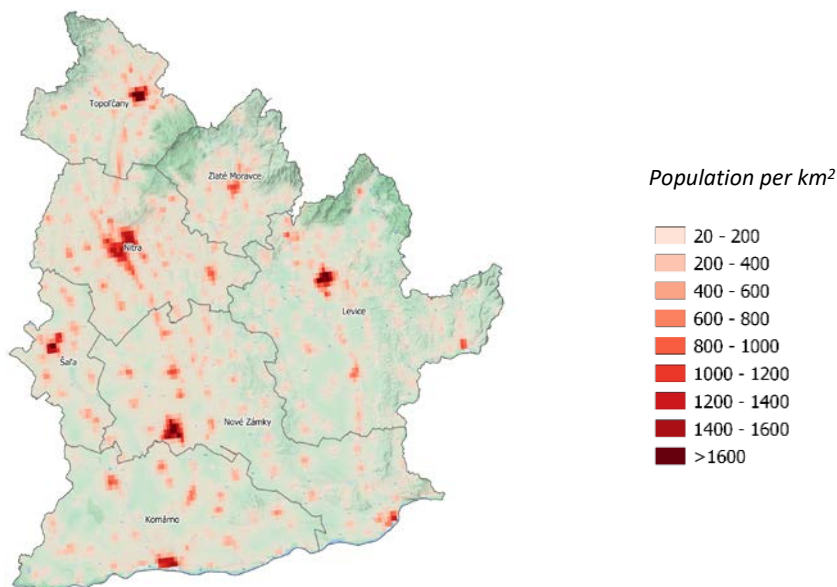 Topoľčany
Zlaté Moravce
Nitra
Levice
Šaľa
Nové Zámky
Komárno
Population per km²
20 - 200
200 - 400
400 - 600
600 - 800
800 - 1000
1000 - 1200
1200 - 1400
1400 - 1600
>1600